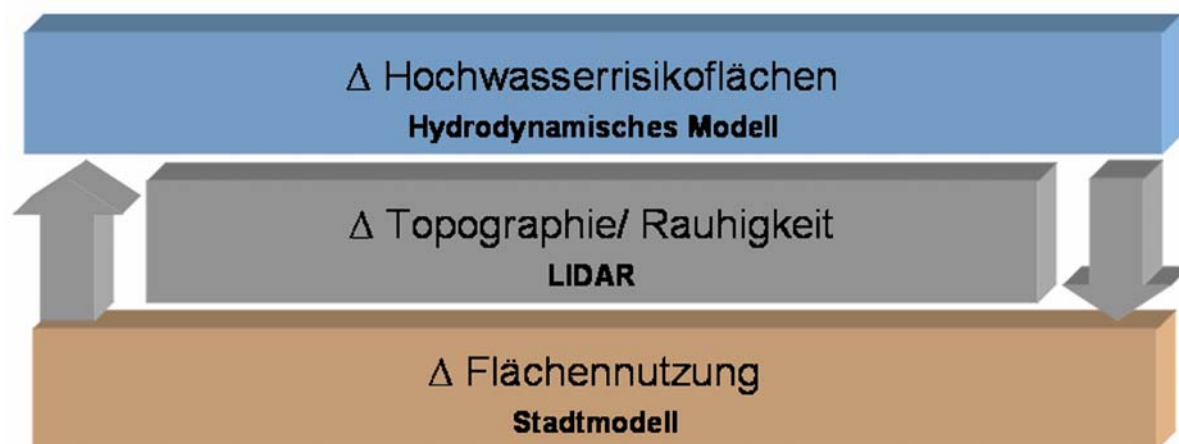 Δ Hochwasserrisikoflächen
Hydrodynamisches Modell
Δ Topographie/ Rauhigkeit
LIDAR
Δ Flächennutzung
Stadtmodell